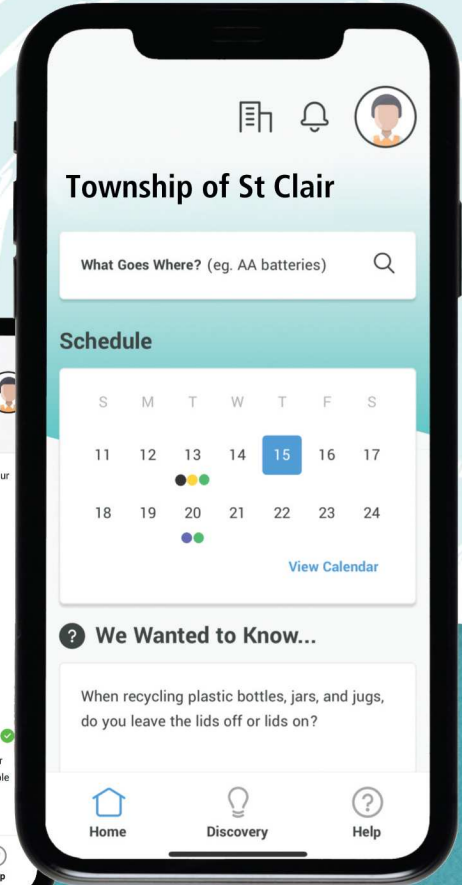 Township of St Clair
What Goes Where? (eg. AA batteries)
Schedule
S M T W T F S
11 12 13 14 15 16 17
18 19 20 21 22 23 24
View Calendar
? We Wanted to Know...
When recycling plastic bottles, jars, and jugs,
do you leave the lids off or lids on?
Home Discovery Help